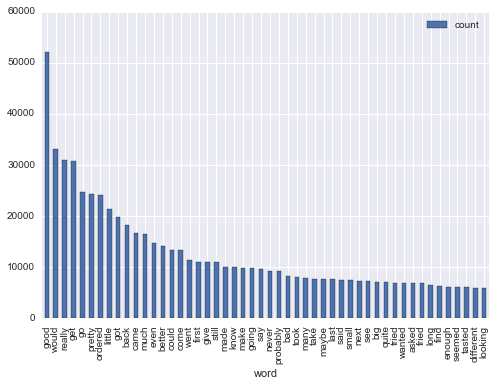 60000
50000
40000
30000
20000
10000
0
count
good
would
really
get
go
pretty
ordered
little
got
back
came
much
even
better
could
come
went
first
give
still
made
know
make
going
say
never
probably
bad
took
many
take
maybe
last
said
small
next
see
big
quite
tried
wanted
asked
fried
long
find
enough
seemed
tasted
different
looking
word